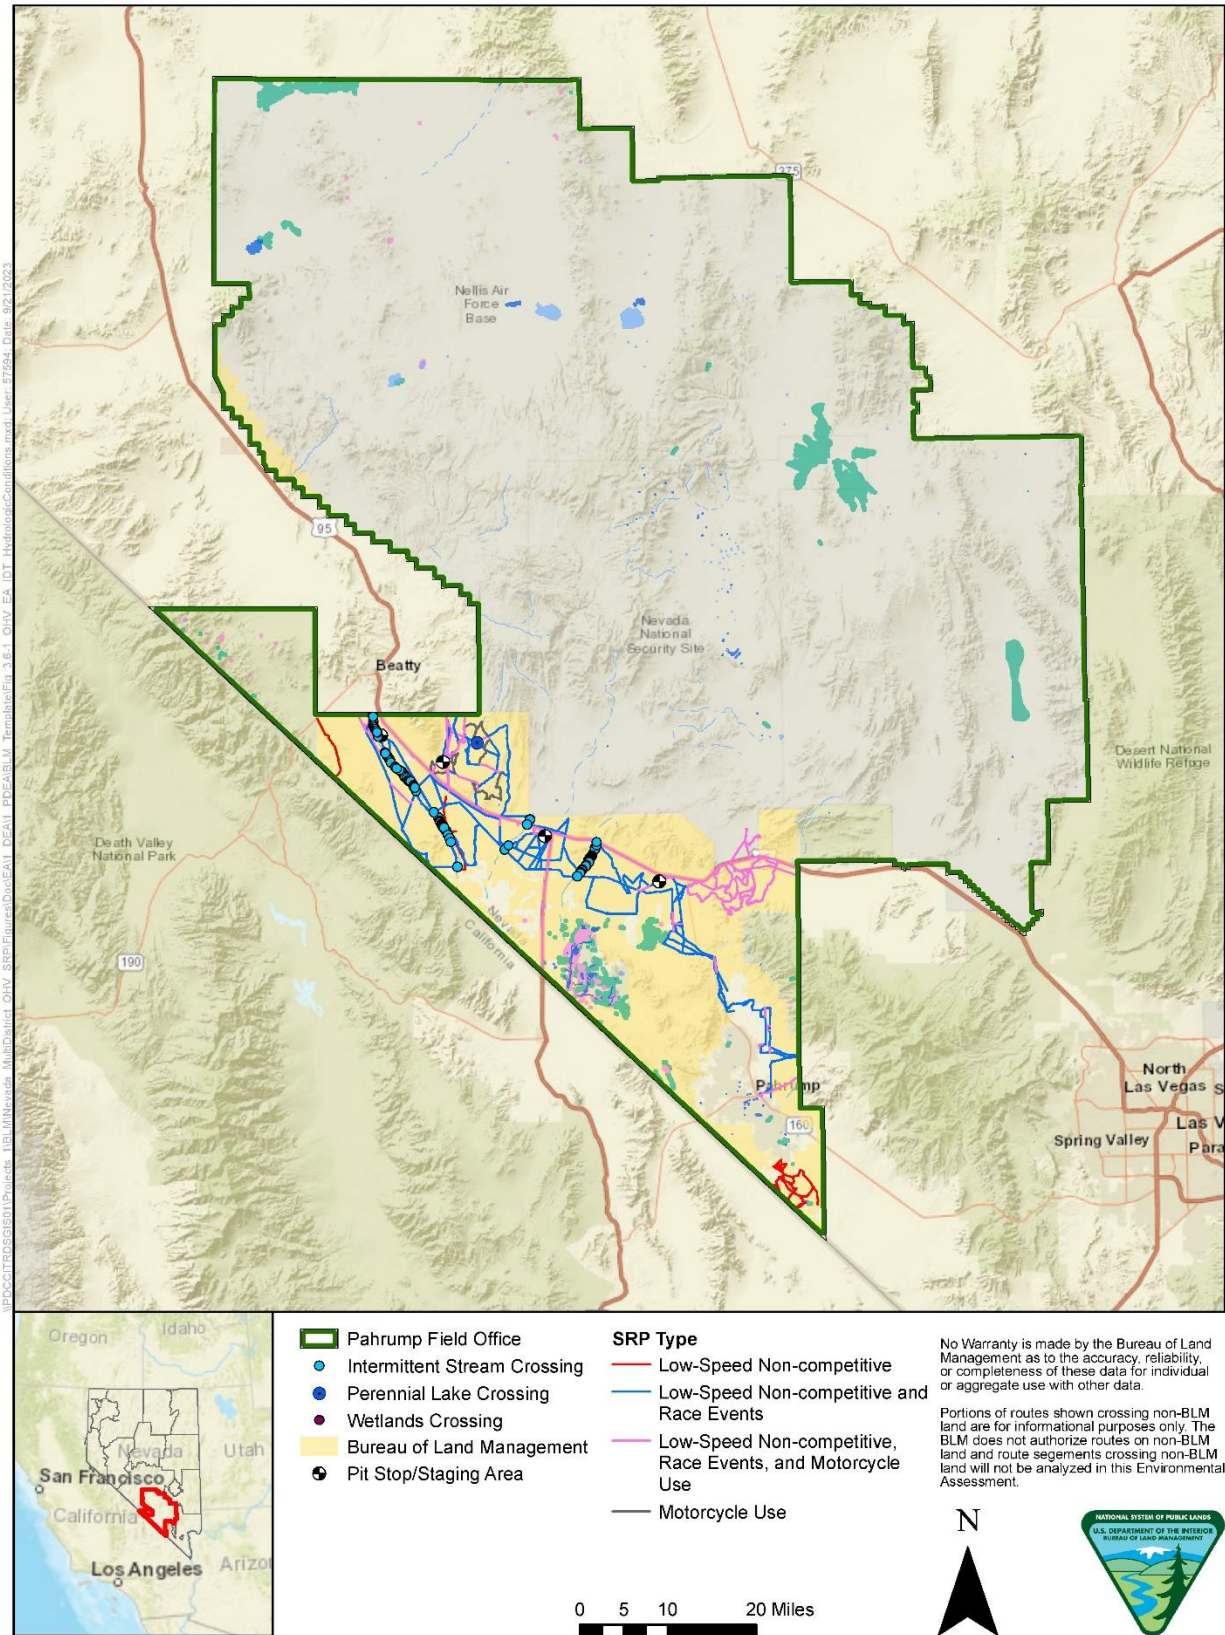 375
Nellis Air
Force
Base
95
Nevada
National
Security Site
Beatty
Desert National
Wildlife Refuge
Death Valley
National Park
Nevada
California
190
Pahrump
160
North
Las Vegas
S
Las V
Para
Spring Valley
Oregon
Idaho
Nevada
Utah
San Francisco
California
Los Angeles
Arizo
Pahrump Field Office
Intermittent Stream Crossing
Perennial Lake Crossing
Wetlands Crossing
Bureau of Land Management
Pit Stop/Staging Area
SRP Type
Low-Speed Non-competitive
Low-Speed Non-competitive and
Race Events
Low-Speed Non-competitive,
Race Events, and Motorcycle
Use
Motorcycle Use
0 5 10 20 Miles
No Warranty is made by the Bureau of Land
Management as to the accuracy, reliability,
or completeness of these data for individual
or aggregate use with other data.
Portions of routes shown crossing non-BLM
land are for informational purposes only. The
BLM does not authorize routes on non-BLM
land and route segements crossing non-BLM
land will not be analyzed in this Environmental
Assessment.
N
NATIONAL SYSTEM OF PUBLIC LANDS
U.S. DEPARTMENT OF THE INTERIOR
BUREAU OF LAND MANAGEMENT